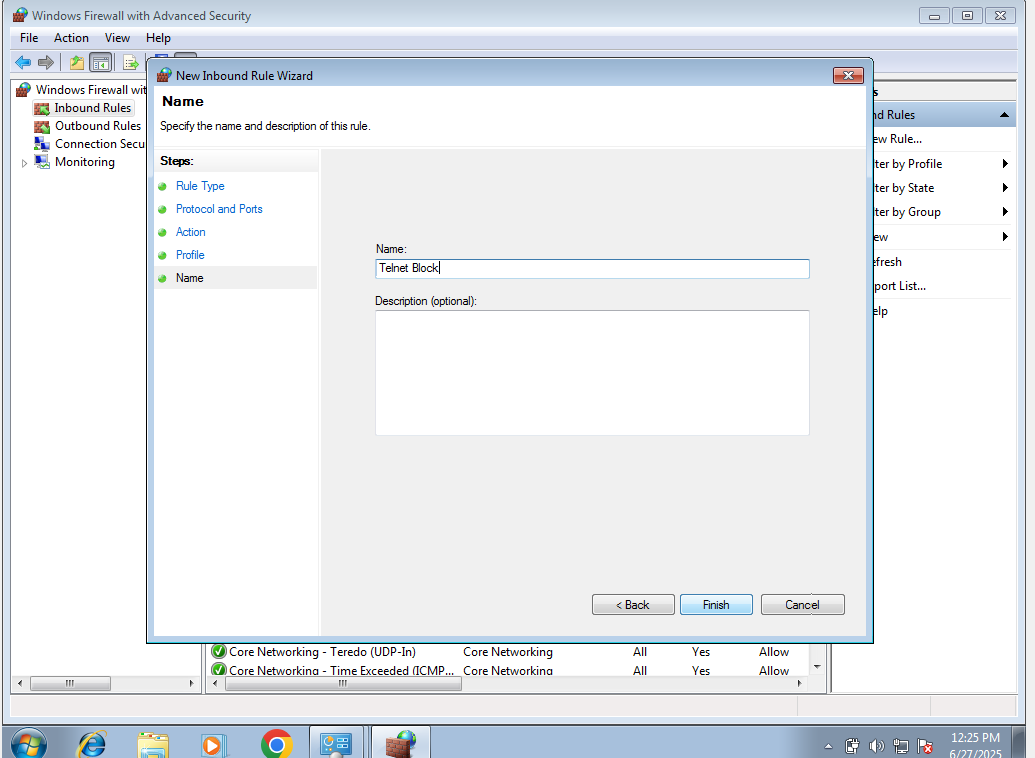 Windows Firewall with Advanced Security
File Action View Help
New Inbound Rule Wizard
Windows Firewall wit
Inbound Rules
Outbound Rules
Connection Secu
Monitoring
Name
Specify the name and description of this rule.
Steps:
Rule Type
Protocol and Ports
Action
Profile
Name
Name:
Telnet Block
Description (optional):
< Back Finish Cancel
s
nd Rules
ew Rule...
ter by Profile
ter by State
ter by Group
ew
efresh
port List...
elp
Core Networking - Teredo (UDP-In) Core Networking All Yes Allow
Core Networking - Time Exceeded (ICMP... Core Networking All Yes Allow
12:25 PM
6/27/2025